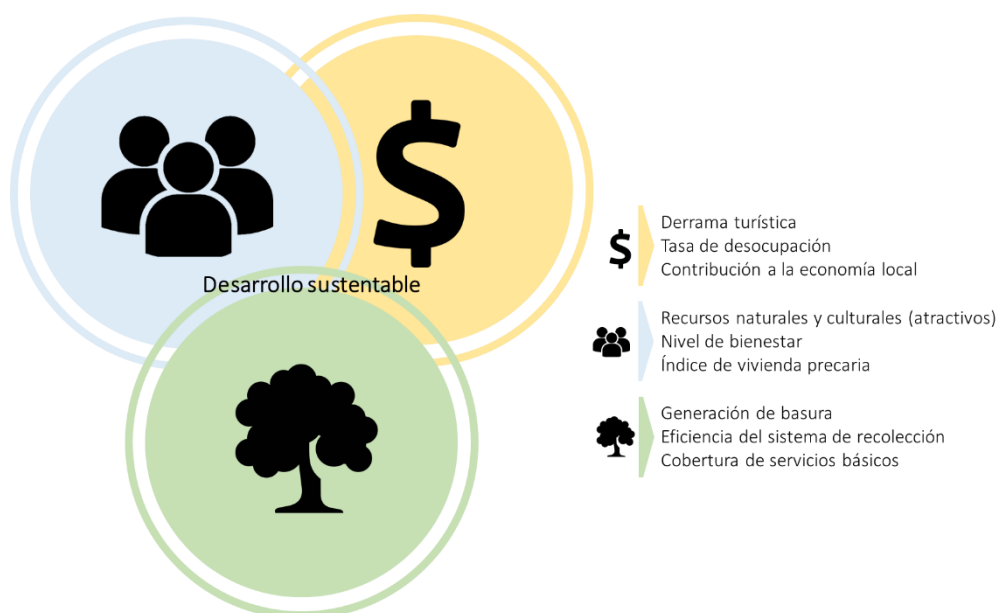 Desarrollo sustentable
Derrama turística
Tasa de desocupación
Contribución a la economía local
Recursos naturales y culturales (atractivos)
Nivel de bienestar
Índice de vivienda precaria
Generación de basura
Eficiencia del sistema de recolección
Cobertura de servicios básicos